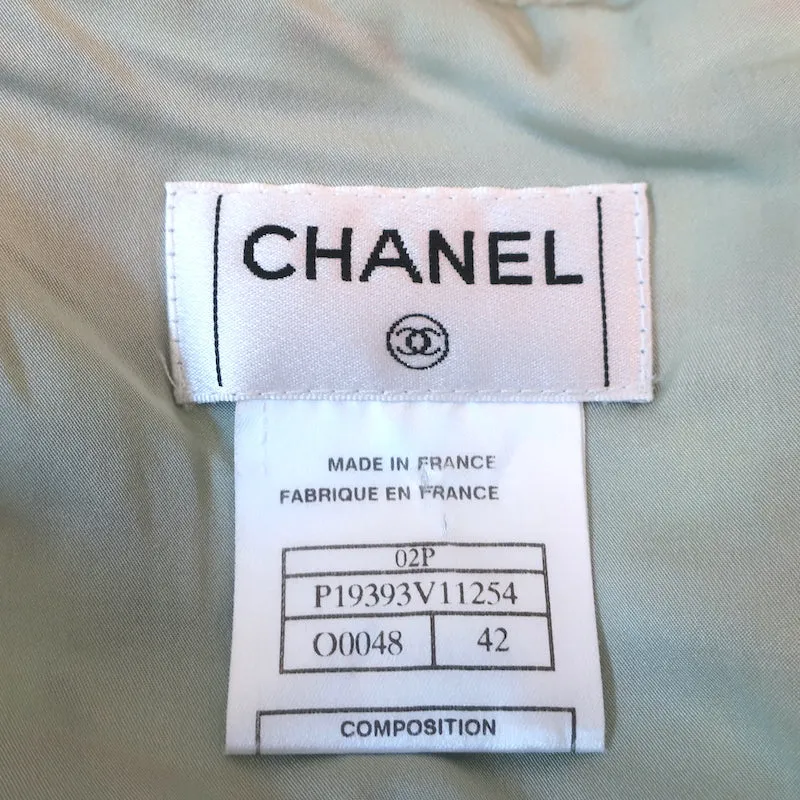 CHANEL
MADE IN FRANCE
FABRIQUE EN FRANCE
02P
P19393V11254
O0048 42
COMPOSITION